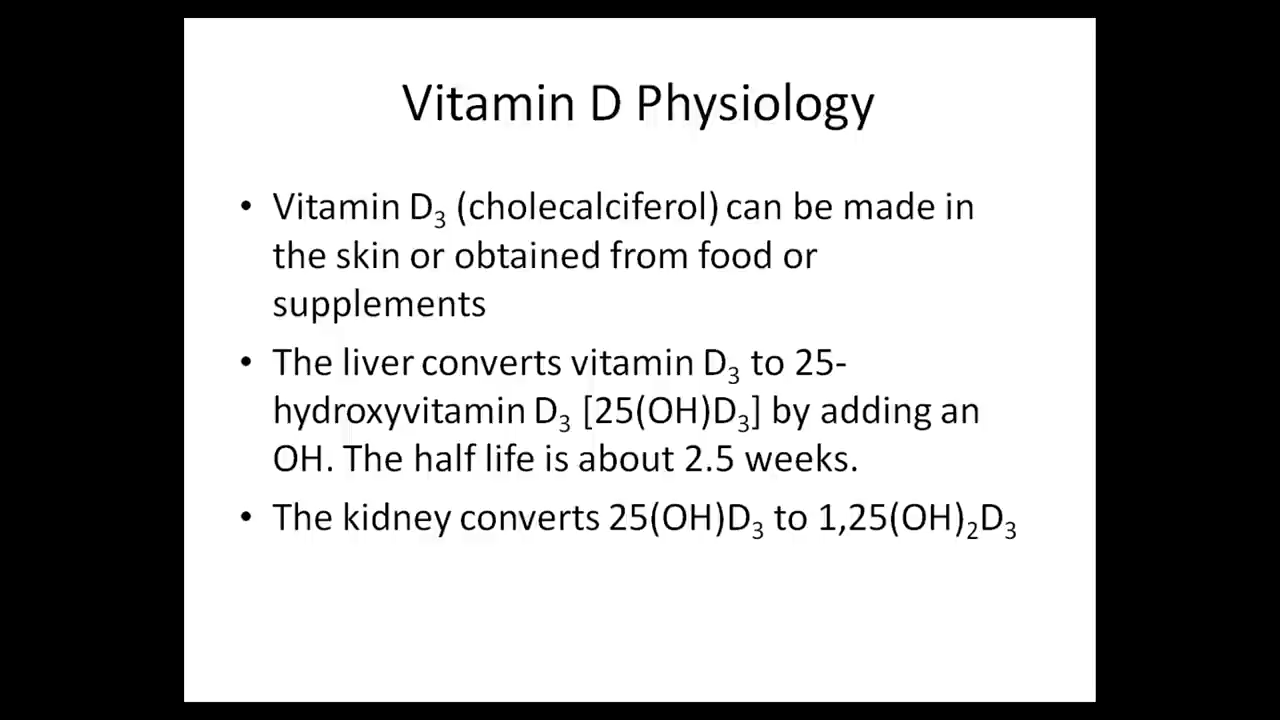 Vitamin D Physiology
• Vitamin D₃ (cholecalciferol) can be made in
the skin or obtained from food or
supplements
• The liver converts vitamin D₃ to 25-
hydroxyvitamin D₃ [25(OH)D₃] by adding an
OH. The half life is about 2.5 weeks.
• The kidney converts 25(OH)D₃ to 1,25(OH)₂D₃